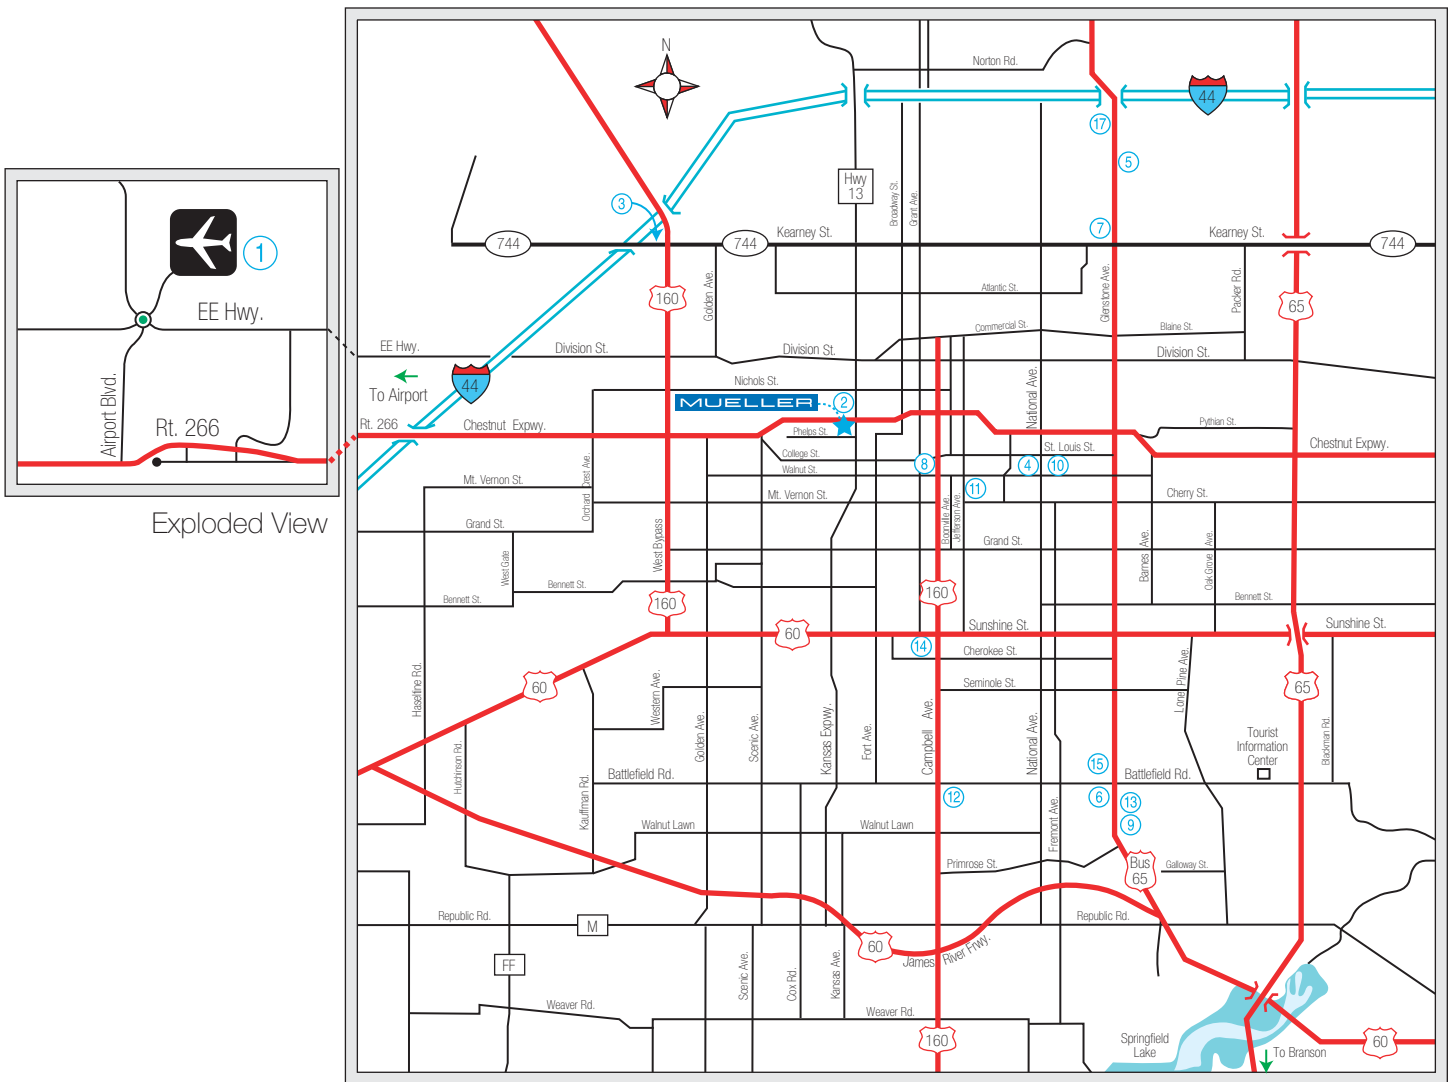 N
Norton Rd.
44
17
5
Hwy
13
Broadway St.
Grant Ave.
3
7
744
744
Kearney St.
Kearney St.
744
1
EE Hwy.
Airport Blvd.
Rt. 266
Exploded View
160
Golden Ave.
Atlantic St.
Glenstone Ave.
Packer Rd.
65
Commercial St.
Blaine St.
EE Hwy.
Division St.
Division St.
Division St.
To Airport
44
Nichols St.
National Ave.
MUELLER
2
Rt. 266
Chestnut Expwy.
Phelps St.
Pythian St.
Chestnut Expwy.
College St.
St. Louis St.
Walnut St.
8
4
10
Orchard Crest Ave.
Mt. Vernon St.
Mt. Vernon St.
11
Cherry St.
Grand St.
West Bypass
Boonville Ave.
Jefferson Ave.
Grand St.
Barnes Ave.
Oak Grove Ave.
West Gate
Bennett St.
Bennett St.
160
160
Bennett St.
60
Sunshine St.
Sunshine St.
14
Cherokee St.
Haseltine Rd.
60
Western Ave.
Seminole St.
Lone Pine Ave.
65
Golden Ave.
Scenic Ave.
Kansas Expwy.
Fort Ave.
Campbell Ave.
National Ave.
Tourist
Information
Center
Blackman Rd.
Hutchinson Rd.
Kauffman Rd.
Battlefield Rd.
15
Battlefield Rd.
12
6
13
9
Fremont Ave.
Walnut Lawn
Walnut Lawn
Primrose St.
Bus
65
Galloway St.
Republic Rd.
M
Republic Rd.
60
James River Frwy.
FF
Scenic Ave.
Cox Rd.
Kansas Ave.
Weaver Rd.
Weaver Rd.
160
Springfield
Lake
To Branson
60